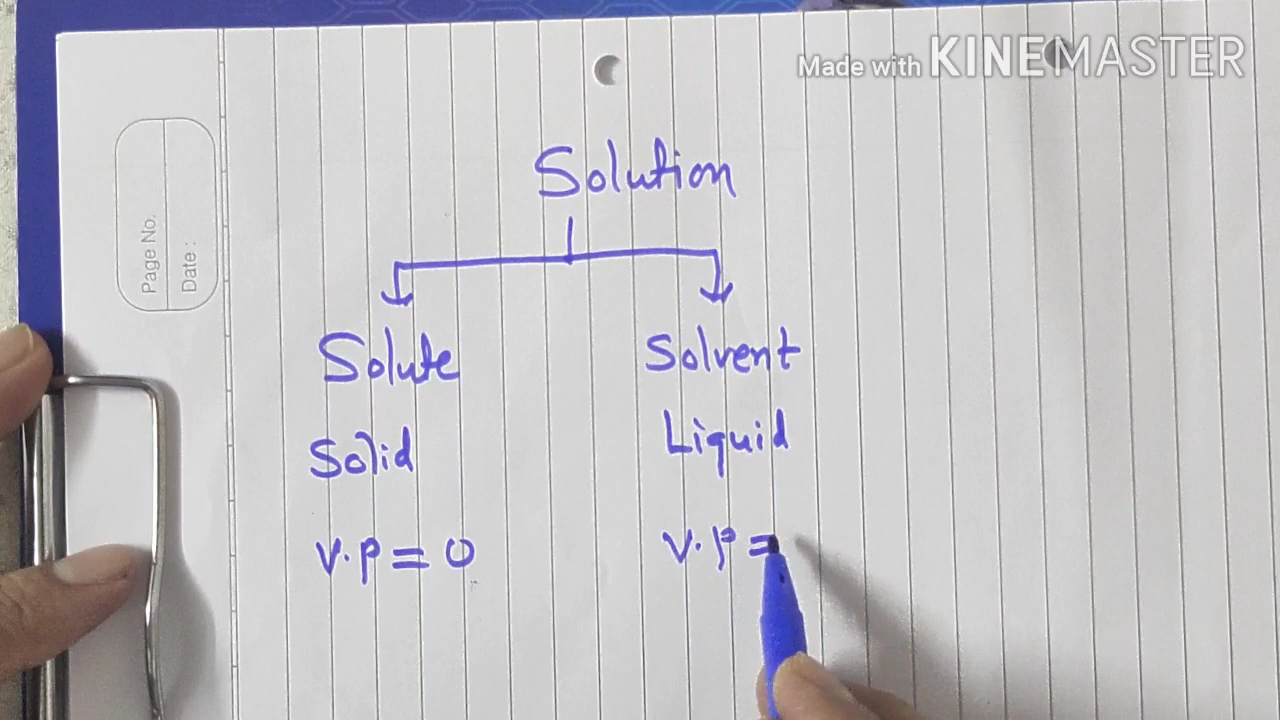 Made with KINEMASTER
Page No.
Date :
Solution
Solute Solvent
Solid Liquid
V.P = 0 V.P =